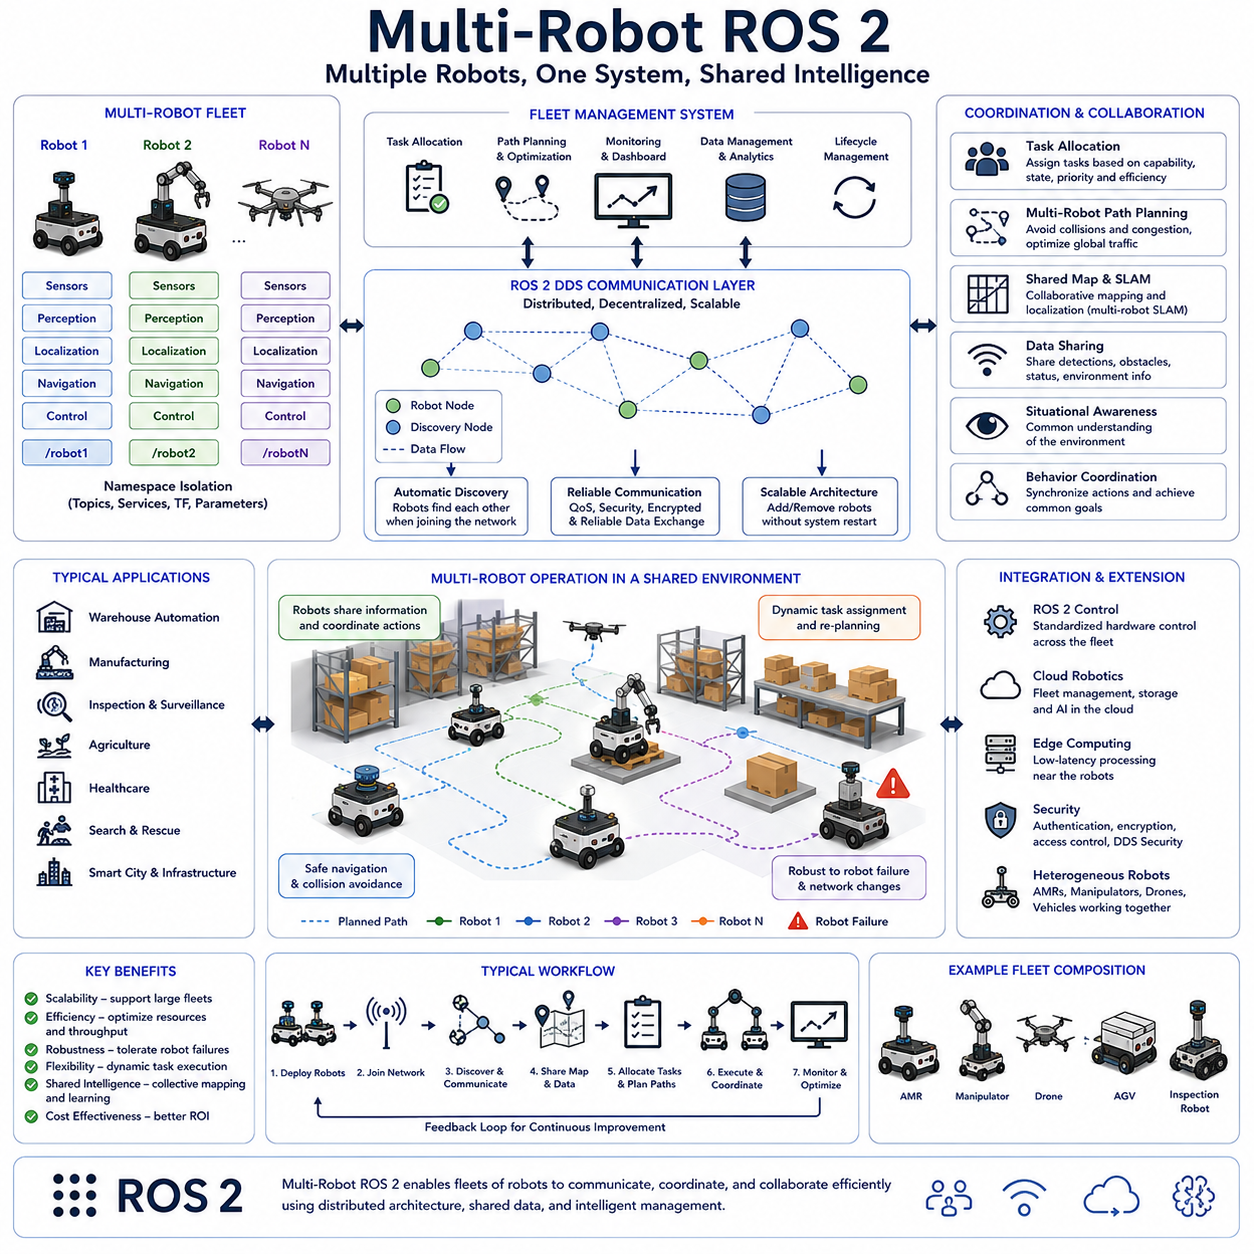 Multi-Robot ROS 2
Multiple Robots, One System, Shared Intelligence
MULTI-ROBOT FLEET
Robot 1
Robot 2
Robot N
...
Sensors
Sensors
Sensors
Perception
Perception
Perception
Localization
Localization
Localization
Navigation
Navigation
Navigation
Control
Control
Control
/robot1
/robot2
/robotN
Namespace Isolation
(Topics, Services, TF, Parameters)
FLEET MANAGEMENT SYSTEM
Task Allocation
Path Planning
& Optimization
Monitoring
& Dashboard
Data Management
& Analytics
Lifecycle
Management
ROS 2 DDS COMMUNICATION LAYER
Distributed, Decentralized, Scalable
Robot Node
Discovery Node
Data Flow
Automatic Discovery
Robots find each other
when joining the network
Reliable Communication
QoS, Security, Encrypted
& Reliable Data Exchange
Scalable Architecture
Add/Remove robots
without system restart
COORDINATION & COLLABORATION
Task Allocation
Assign tasks based on capability,
state, priority and efficiency
Multi-Robot Path Planning
Avoid collisions and congestion,
optimize global traffic
Shared Map & SLAM
Collaborative mapping and
localization (multi-robot SLAM)
Data Sharing
Share detections, obstacles,
status, environment info
Situational Awareness
Common understanding
of the environment
Behavior Coordination
Synchronize actions and achieve
common goals
TYPICAL APPLICATIONS
Warehouse Automation
Manufacturing
Inspection & Surveillance
Agriculture
Healthcare
Search & Rescue
Smart City & Infrastructure
MULTI-ROBOT OPERATION IN A SHARED ENVIRONMENT
Robots share information
and coordinate actions
Dynamic task assignment
and re-planning
Safe navigation
& collision avoidance
Robust to robot failure
& network changes
Planned Path
Robot 1
Robot 2
Robot 3
Robot N
Robot Failure
INTEGRATION & EXTENSION
ROS 2 Control
Standardized hardware control
across the fleet
Cloud Robotics
Fleet management, storage
and AI in the cloud
Edge Computing
Low-latency processing
near the robots
Security
Authentication, encryption,
access control, DDS Security
Heterogeneous Robots
AMRs, Manipulators, Drones,
Vehicles working together
KEY BENEFITS
Scalability – support large fleets
Efficiency – optimize resources
and throughput
Robustness – tolerate robot failures
Flexibility – dynamic task execution
Shared Intelligence – collective mapping
and learning
Cost Effectiveness – better ROI
TYPICAL WORKFLOW
1. Deploy Robots
2. Join Network
3. Discover &
Communicate
4. Share Map
& Data
5. Allocate Tasks
& Plan Paths
6. Execute &
Coordinate
7. Monitor &
Optimize
Feedback Loop for Continuous Improvement
EXAMPLE FLEET COMPOSITION
AMR
Manipulator
Drone
AGV
Inspection
Robot
ROS 2
Multi-Robot ROS 2 enables fleets of robots to communicate, coordinate, and collaborate efficiently
using distributed architecture, shared data, and intelligent management.